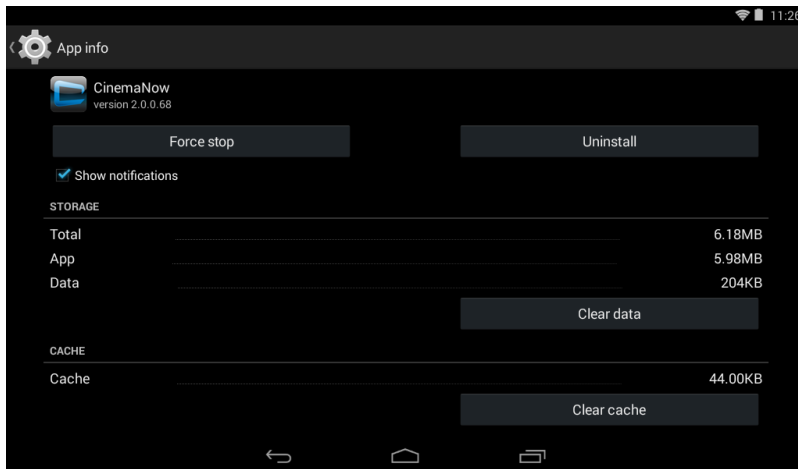 11:26
App info
CinemaNow
version 2.0.0.68
Force stop
Uninstall
Show notifications
STORAGE
Total 6.18MB
App 5.98MB
Data 204KB
Clear data
CACHE
Cache 44.00KB
Clear cache